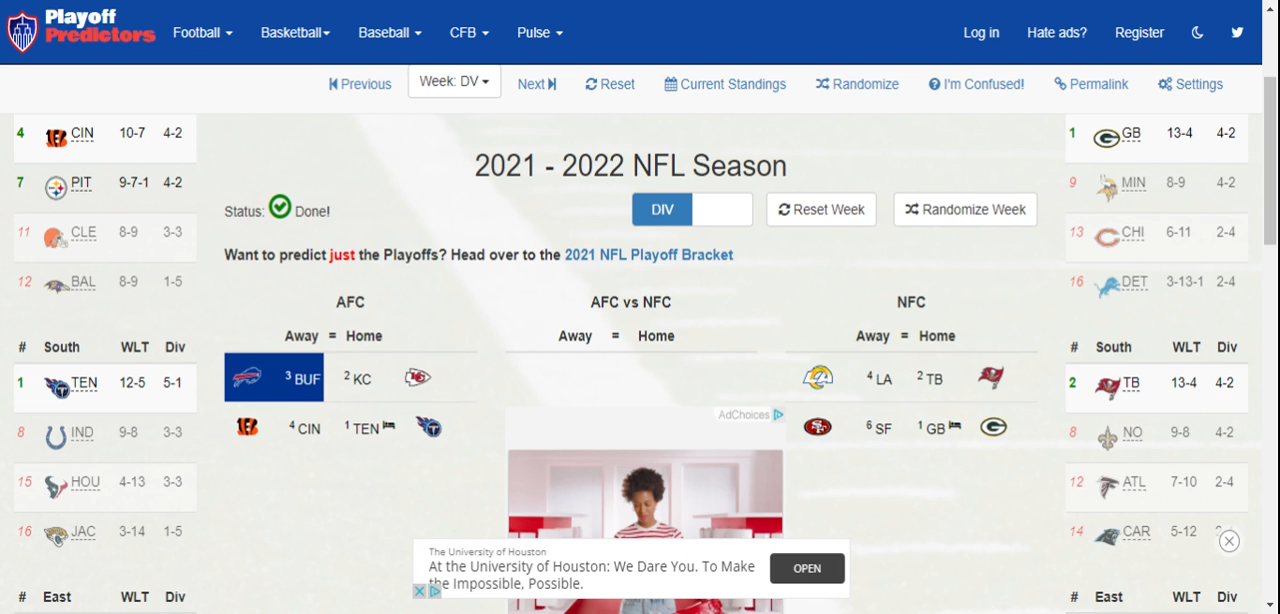 Playoff
Predictors
Football Basketball Baseball CFB Pulse Log in Hate ads? Register
Previous Week: DV Next Reset Current Standings Randomize I'm Confused! Permalink Settings
4 CIN 10-7 4-2
7 PIT 9-7-1 4-2
11 CLE 8-9 3-3
12 BAL 8-9 1-5
# South WLT Div
1 TEN 12-5 5-1
8 IND 9-8 3-3
15 HOU 4-13 3-3
16 JAC 3-14 1-5
# East WLT Div
2021 - 2022 NFL Season
Status: Done! DIV Reset Week Randomize Week
Want to predict just the Playoffs? Head over to the 2021 NFL Playoff Bracket
AFC
Away = Home
3 BUF 2 KC
4 CIN 1 TEN
AFC vs NFC
Away = Home
NFC
Away = Home
4 LA 2 TB
6 SF 1 GB
AdChoices
The University of Houston
At the University of Houston: We Dare You. To Make
the Impossible, Possible.
OPEN
1 GB 13-4 4-2
9 MIN 8-9 4-2
13 CHI 6-11 2-4
16 DET 3-13-1 2-4
# South WLT Div
2 TB 13-4 4-2
8 NO 9-8 4-2
12 ATL 7-10 2-4
14 CAR 5-12
# East WLT Div